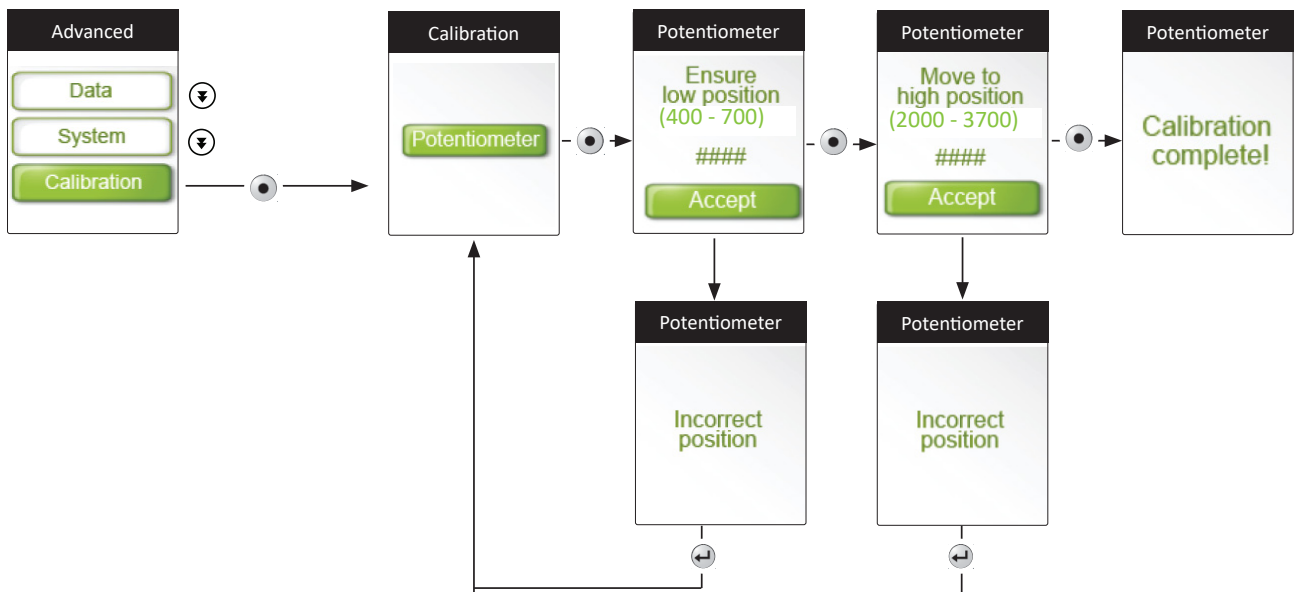 Advanced
Data
System
Calibration
Calibration
Potentiometer
Potentiometer
Ensure
low position
(400 - 700)
####
Accept
Potentiometer
Move to
high position
(2000 - 3700)
####
Accept
Potentiometer
Calibration
complete!
Potentiometer
Incorrect
position
Potentiometer
Incorrect
position